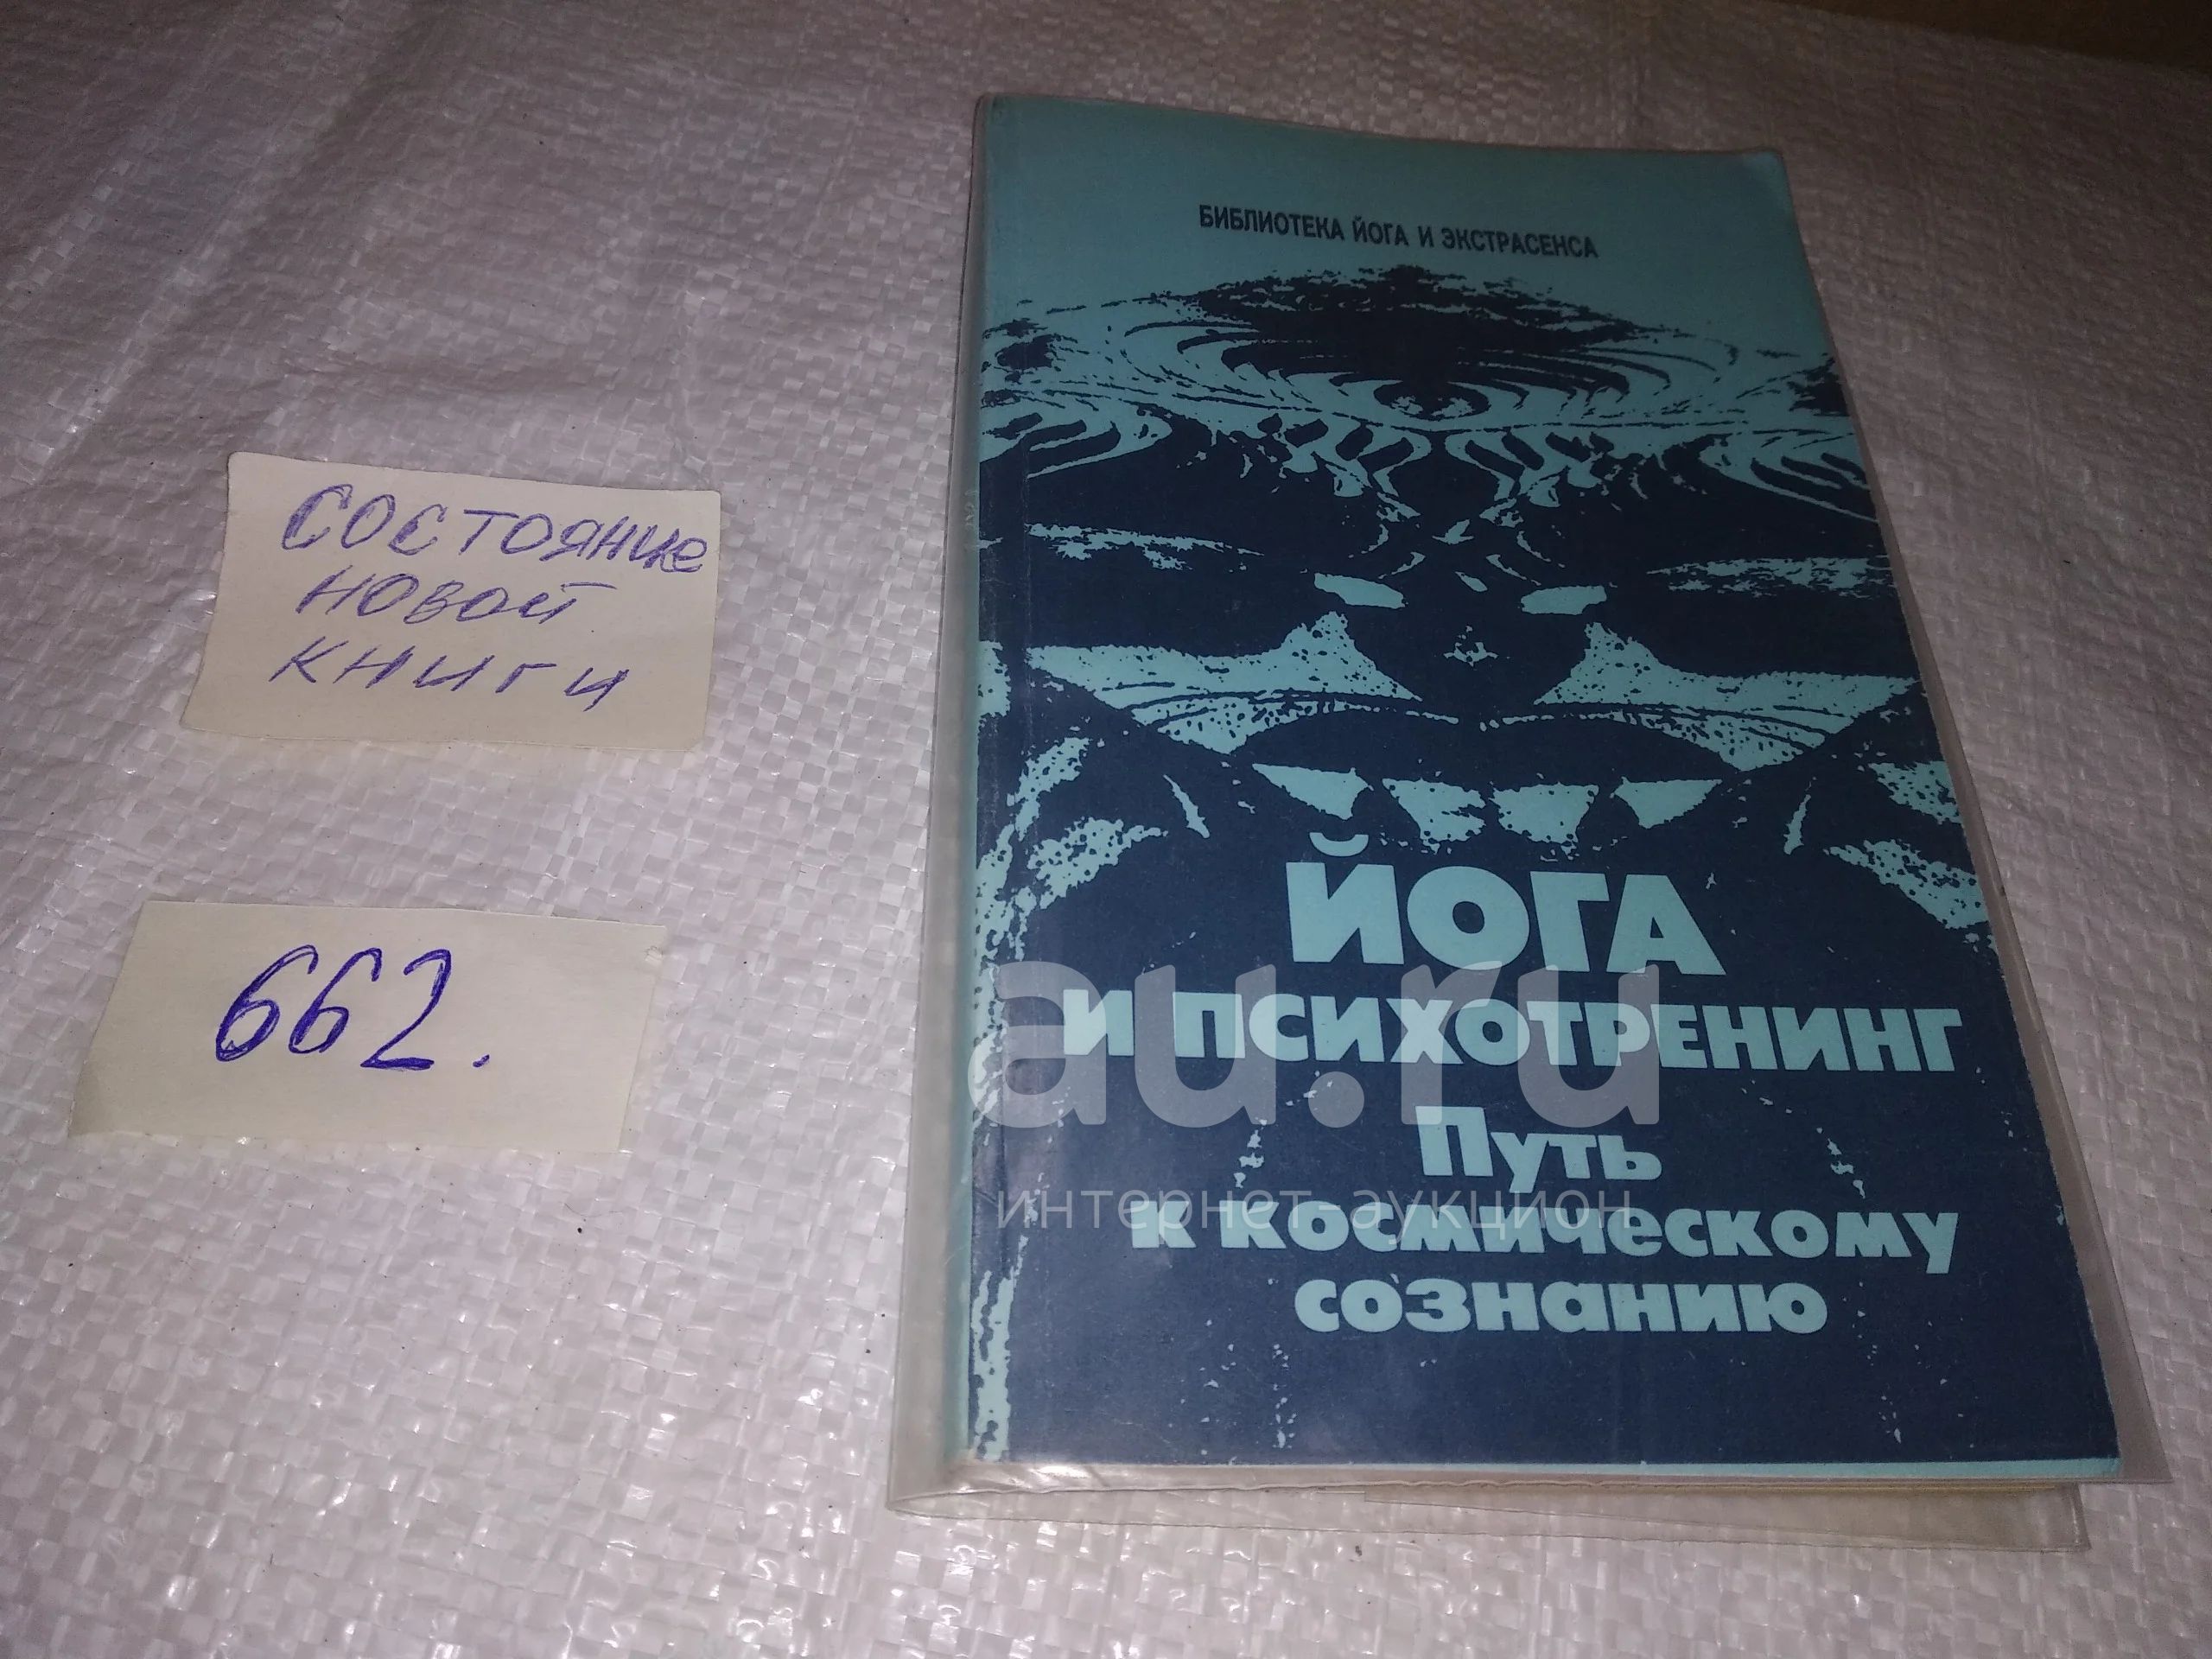 СОСТОЯНИЕ
НОВОЙ
КНИГИ
662.
БИБЛИОТЕКА ЙОГА И ЭКСТРАСЕНСА
ЙОГА
И ПСИХОТРЕНИНГ
Путь
к космическому
сознанию
au.ru
интернет-аукцион